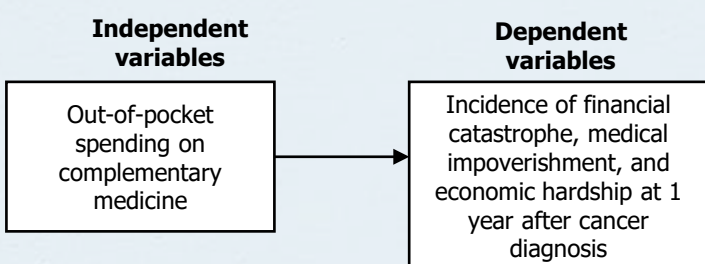 Independent
variables
Out-of-pocket
spending on
complementary
medicine
Dependent
variables
Incidence of financial
catastrophe, medical
impoverishment, and
economic hardship at 1
year after cancer
diagnosis